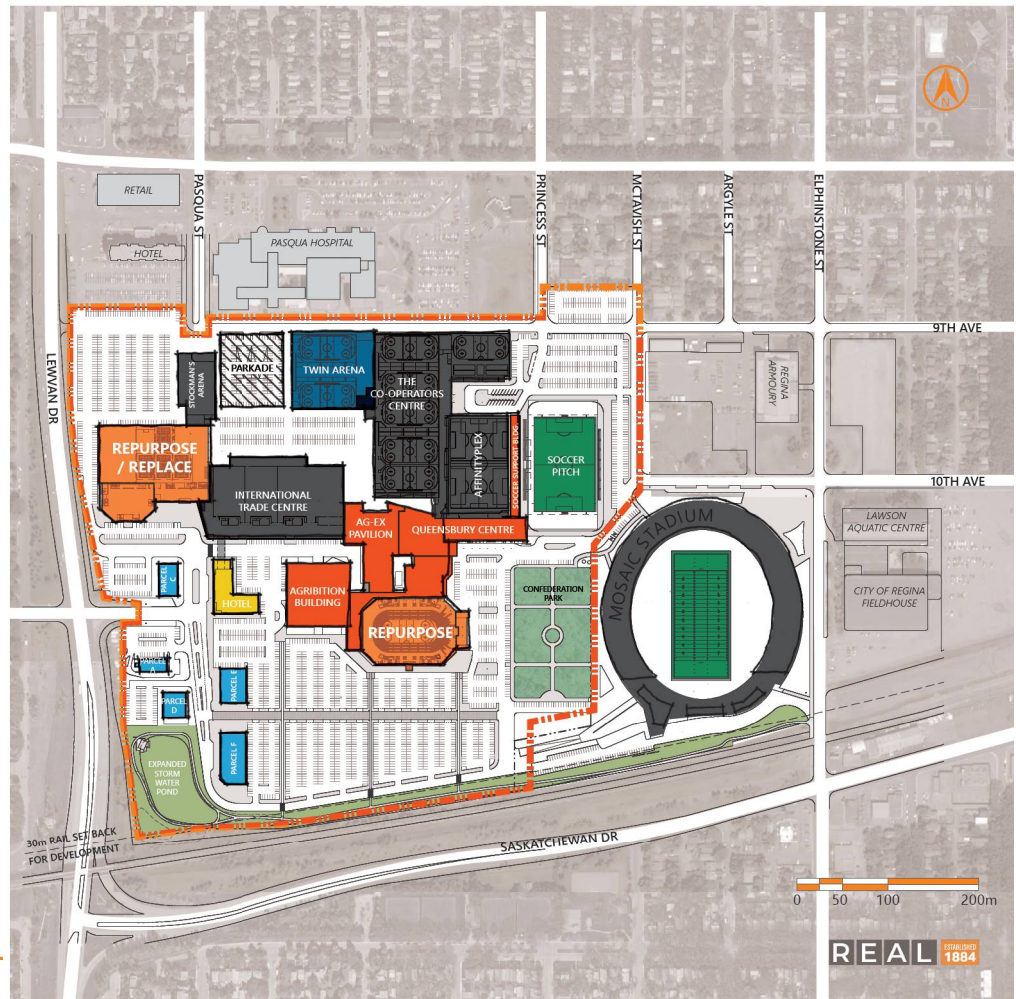 RETAIL
HOTEL
PASQUA ST
PASQUA HOSPITAL
PRINCESS ST
MCTAVISH ST
ARGYLE ST
ELPHINSTONE ST
N
9TH AVE
LEWVAN DR
STOCKMAN'S
ARENA
PARKADE
TWIN ARENA
THE
CO-OPERATORS
CENTRE
REGINA
ARMOURY
REPURPOSE
/ REPLACE
INTERNATIONAL
TRADE CENTRE
AFFINITYPLEX
SOCCER SUPPORT BLDG
SOCCER
PITCH
10TH AVE
AG-EX
PAVILION
QUEENSBURY CENTRE
MOSAIC STADIUM
LAWSON
AQUATIC CENTRE
PARCEL
C
HOTEL
AGRIBITION
BUILDING
CONFEDERATION
PARK
CITY OF REGINA
FIELDHOUSE
REPURPOSE
PARCEL
A
PARCEL E
PARCEL
D
PARCEL F
EXPANDED
STORM
WATER
POND
30m RAIL SET BACK
FOR DEVELOPMENT
SASKATCHEWAN DR
0 50 100 200m
REAL ESTABLISHED
1884